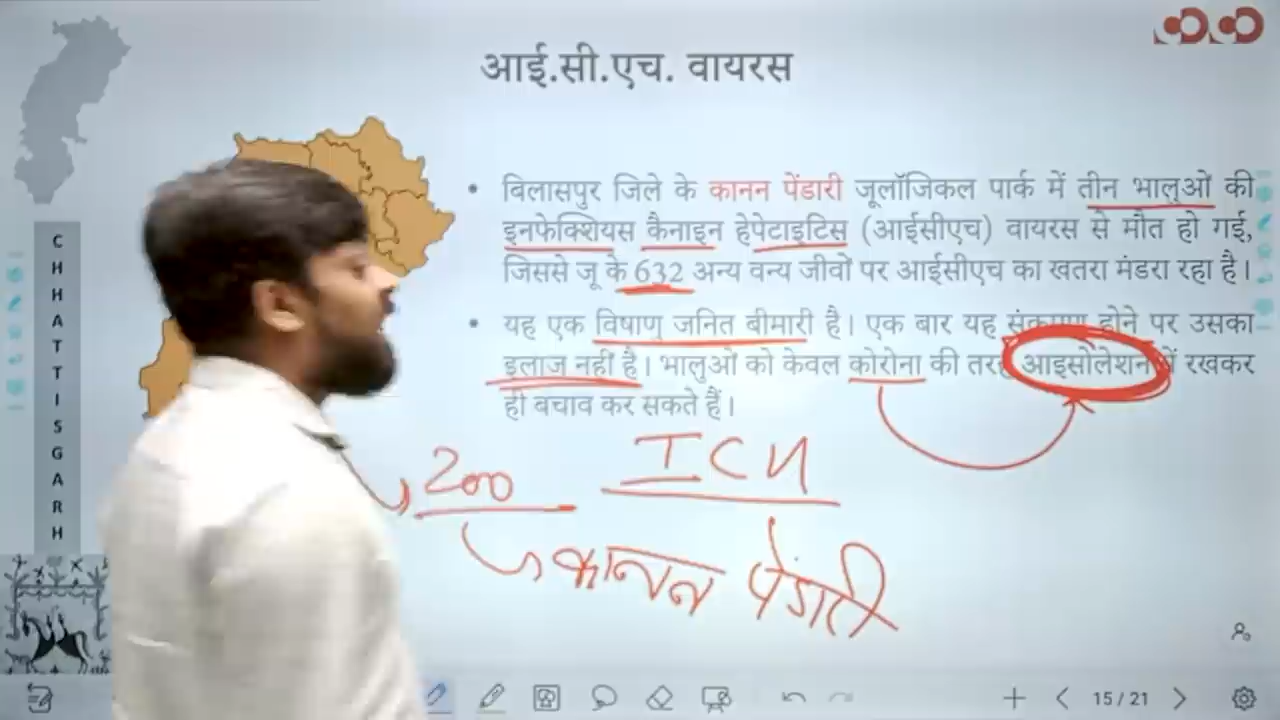 आई.सी.एच. वायरस
• बिलासपुर जिले के कानन पेंडारी जूलॉजिकल पार्क में तीन भालुओं की
इनफेक्शियस कैनाइन हेपेटाइटिस (आईसीएच) वायरस से मौत हो गई,
जिससे जू के 632 अन्य वन्य जीवों पर आईसीएच का खतरा मंडरा रहा है।
• यह एक विषाणु जनित बीमारी है। एक बार यह संक्रमण होने पर उसका
इलाज नहीं है। भालुओं को केवल कोरोना की तरह आइसोलेशन में रखकर
ही बचाव कर सकते हैं।
ICH
200
कानन
CHHATTISGARH
15/21